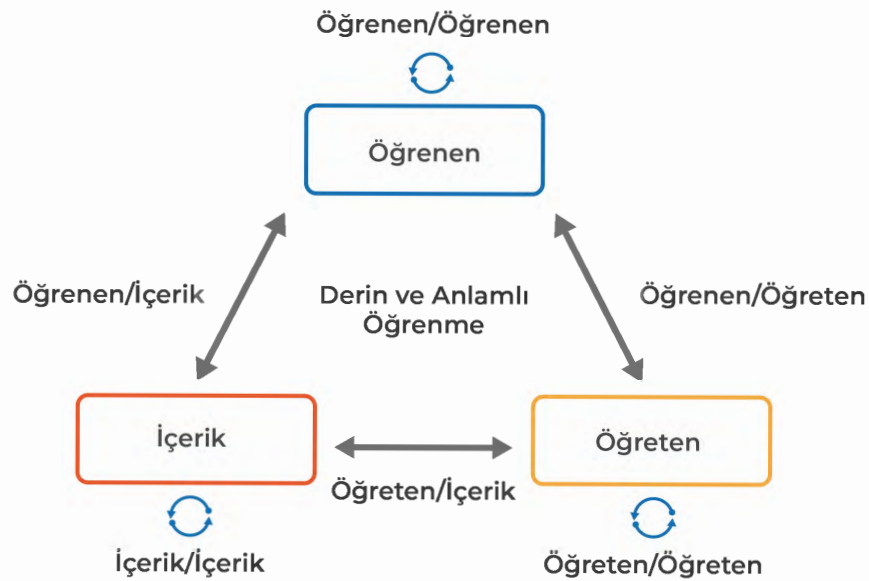 Öğrenen/Öğrenen
Öğrenen
Öğrenen/İçerik
Derin ve Anlamlı
Öğrenme
Öğrenen/Öğreten
İçerik
Öğreten
Öğreten/İçerik
İçerik/İçerik
Öğreten/Öğreten